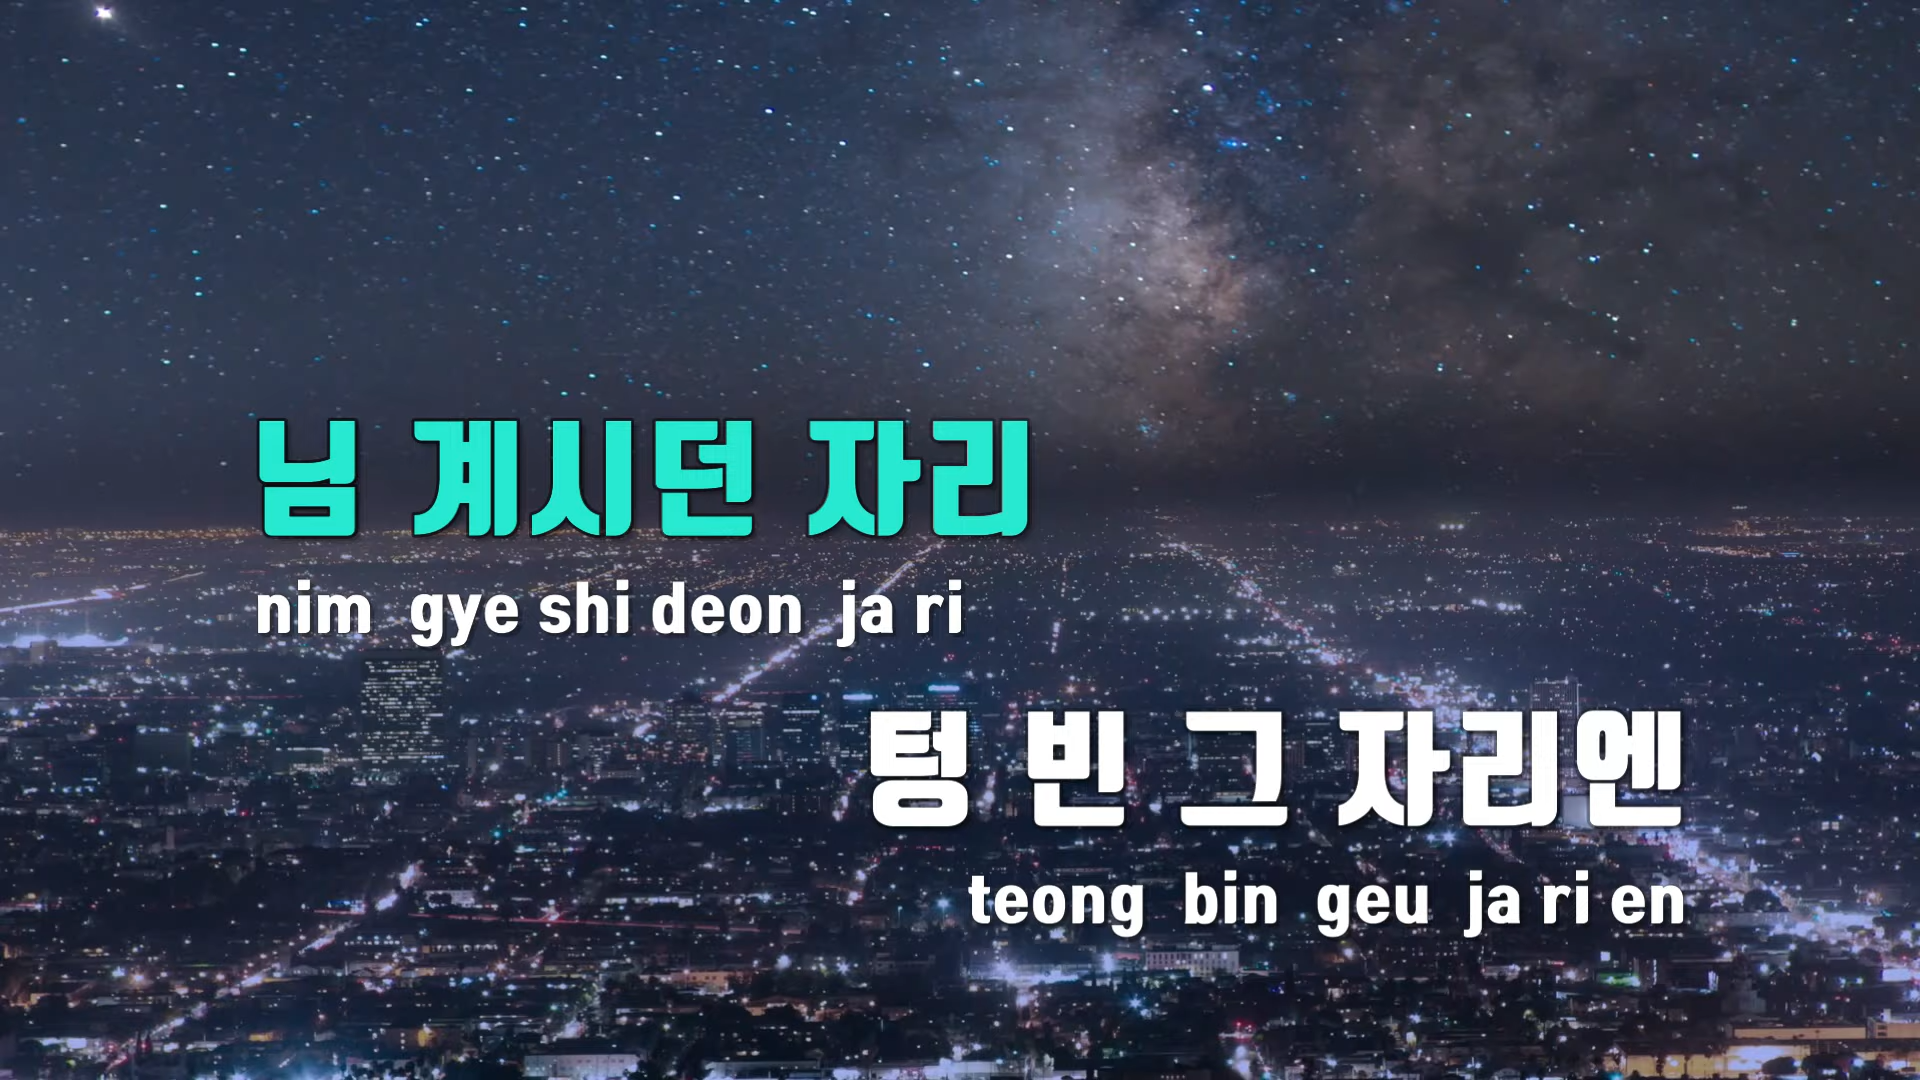 님 계시던 자리
nim gye shi deon ja ri
텅 빈 그 자리엔
teong bin geu ja ri en